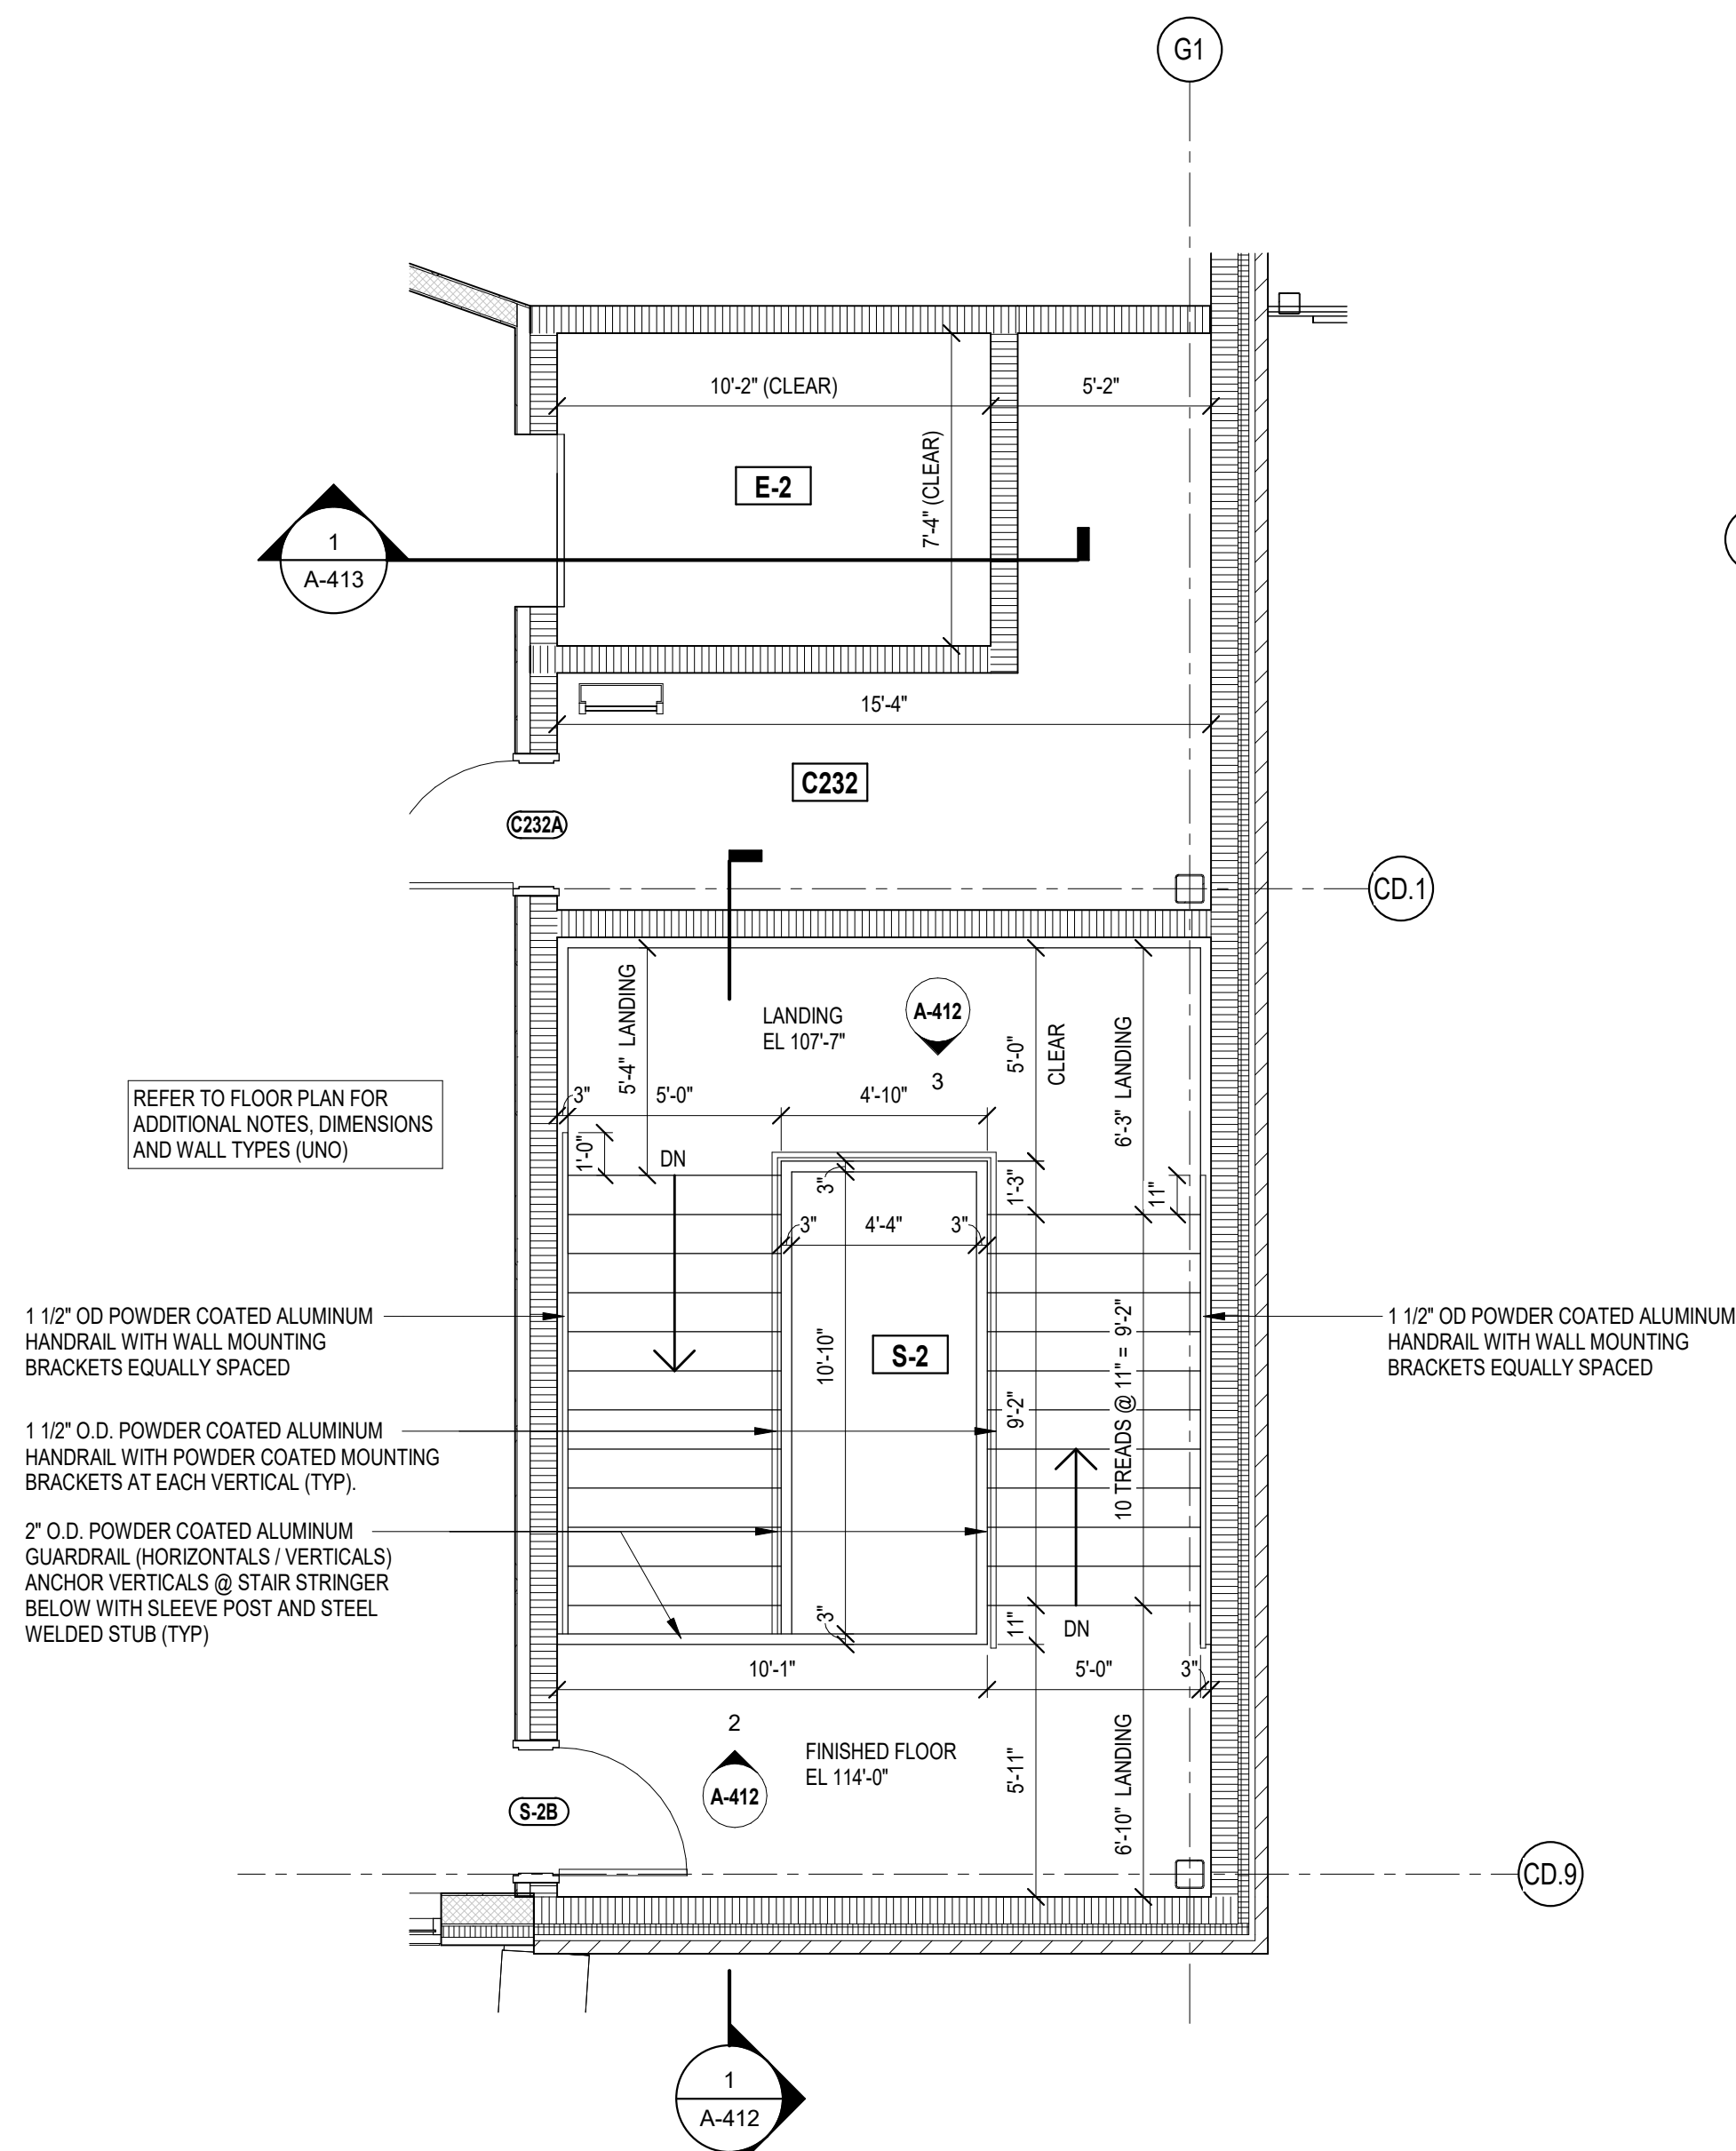 G1
10'-2" (CLEAR)
5'-2"
7'-4" (CLEAR)
E-2
1
A-413
15'-4"
C232
C232A
CD.1
5'-4" LANDING
LANDING
EL 107'-7"
A-412
3
5'-0"
CLEAR
6'-3" LANDING
REFER TO FLOOR PLAN FOR
ADDITIONAL NOTES, DIMENSIONS
AND WALL TYPES (UNO)
3"
5'-0"
4'-10"
1'-0"
DN
3"
1'-3"
11"
3"
4'-4"
3"
1 1/2" OD POWDER COATED ALUMINUM
HANDRAIL WITH WALL MOUNTING
BRACKETS EQUALLY SPACED
10'-10"
S-2
9'-2"
10 TREADS @ 11" = 9'-2"
1 1/2" OD POWDER COATED ALUMINUM
HANDRAIL WITH WALL MOUNTING
BRACKETS EQUALLY SPACED
1 1/2" O.D. POWDER COATED ALUMINUM
HANDRAIL WITH POWDER COATED MOUNTING
BRACKETS AT EACH VERTICAL (TYP).
2" O.D. POWDER COATED ALUMINUM
GUARDRAIL (HORIZONTALS / VERTICALS)
ANCHOR VERTICALS @ STAIR STRINGER
BELOW WITH SLEEVE POST AND STEEL
WELDED STUB (TYP)
3"
11"
DN
10'-1"
5'-0"
3"
2
A-412
FINISHED FLOOR
EL 114'-0"
5'-11"
6'-10" LANDING
S-2B
CD.9
1
A-412